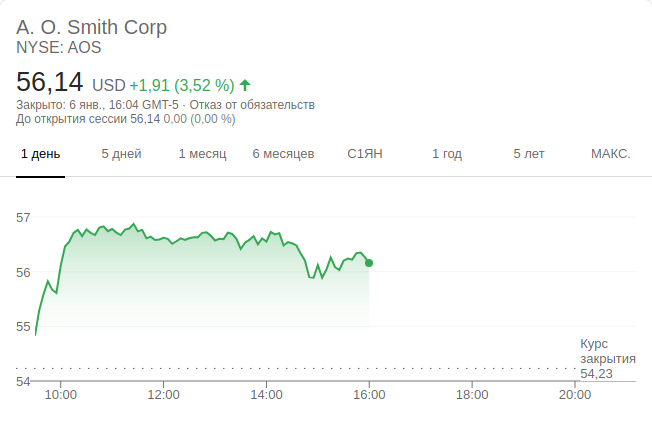 A. O. Smith Corp
NYSE: AOS
56,14 USD +1,91 (3,52 %)
Закрыто: 6 янв., 16:04 GMT-5 · Отказ от обязательств
До открытия сессии 56,14 0,00 (0,00 %)
1 день 5 дней 1 месяц 6 месяцев С1ЯН 1 год 5 лет МАКС.
57
56
55
Курс
закрытия
54,23
54
10:00 12:00 14:00 16:00 18:00 20:00